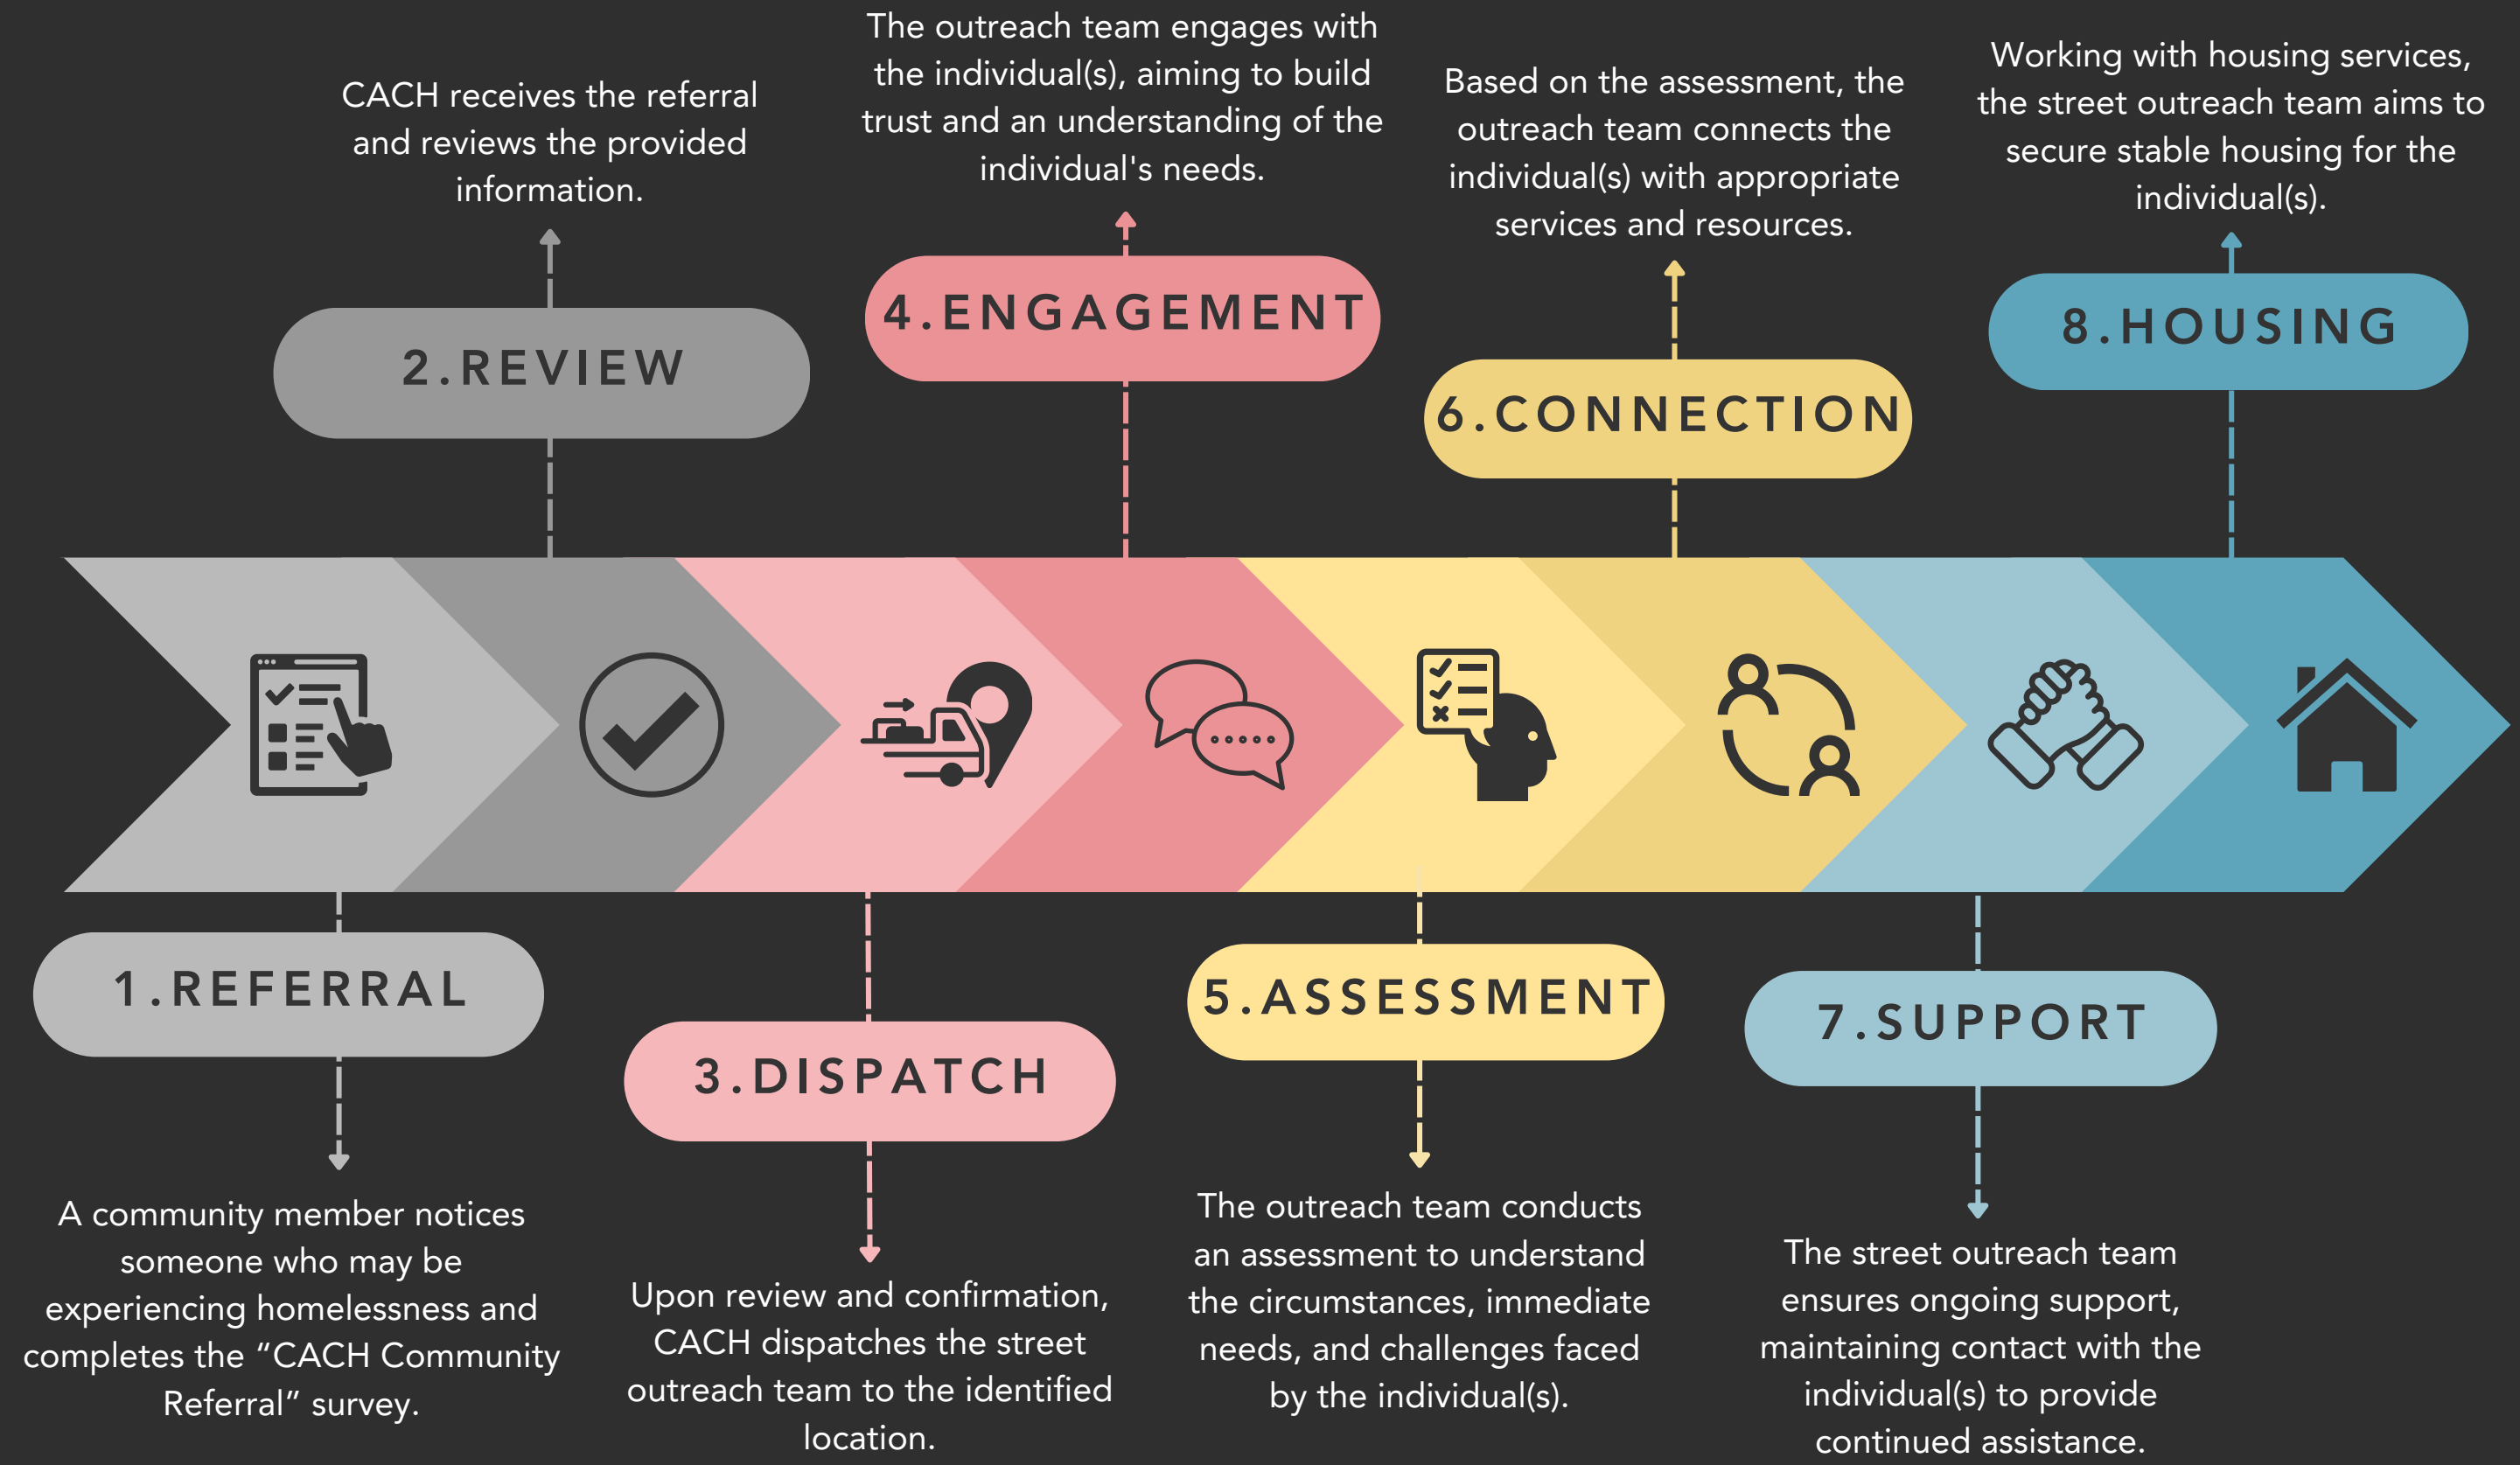 1.REFERRAL
A community member notices
someone who may be
experiencing homelessness and
completes the “CACH Community
Referral” survey.
2.REVIEW
CACH receives the referral
and reviews the provided
information.
3.DISPATCH
Upon review and confirmation,
CACH dispatches the street
outreach team to the identified
location.
4.ENGAGEMENT
The outreach team engages with
the individual(s), aiming to build
trust and an understanding of the
individual's needs.
5.ASSESSMENT
The outreach team conducts
an assessment to understand
the circumstances, immediate
needs, and challenges faced
by the individual(s).
6.CONNECTION
Based on the assessment, the
outreach team connects the
individual(s) with appropriate
services and resources.
7.SUPPORT
The street outreach team
ensures ongoing support,
maintaining contact with the
individual(s) to provide
continued assistance.
8.HOUSING
Working with housing services,
the street outreach team aims to
secure stable housing for the
individual(s).